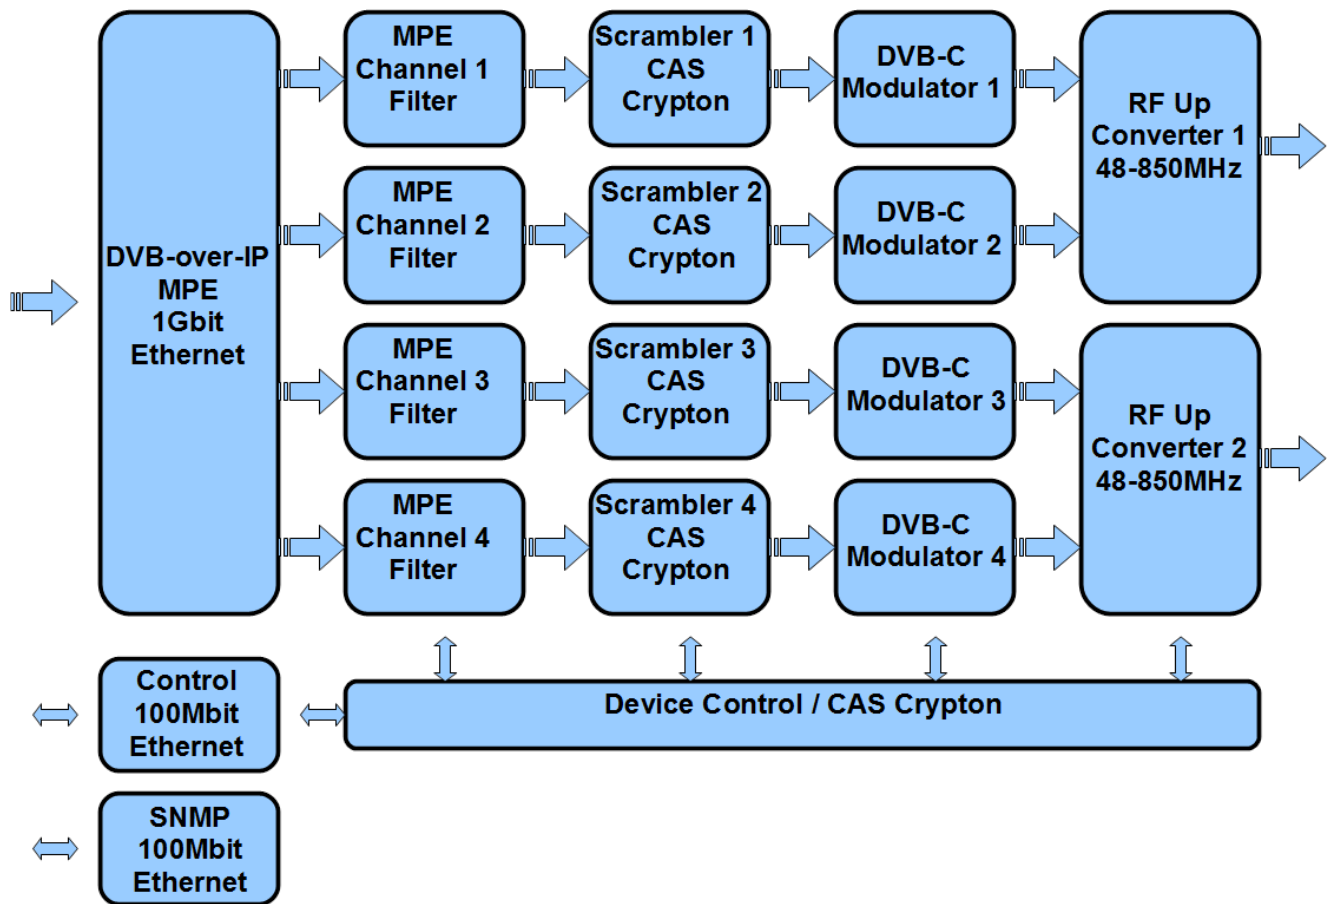 DVB-over-IP
MPE
1Gbit
Ethernet
MPE
Channel 1
Filter
Scrambler 1
CAS
Crypton
DVB-C
Modulator 1
RF Up
Converter 1
48-850MHz
MPE
Channel 2
Filter
Scrambler 2
CAS
Crypton
DVB-C
Modulator 2
MPE
Channel 3
Filter
Scrambler 3
CAS
Crypton
DVB-C
Modulator 3
RF Up
Converter 2
48-850MHz
MPE
Channel 4
Filter
Scrambler 4
CAS
Crypton
DVB-C
Modulator 4
Control
100Mbit
Ethernet
Device Control / CAS Crypton
SNMP
100Mbit
Ethernet